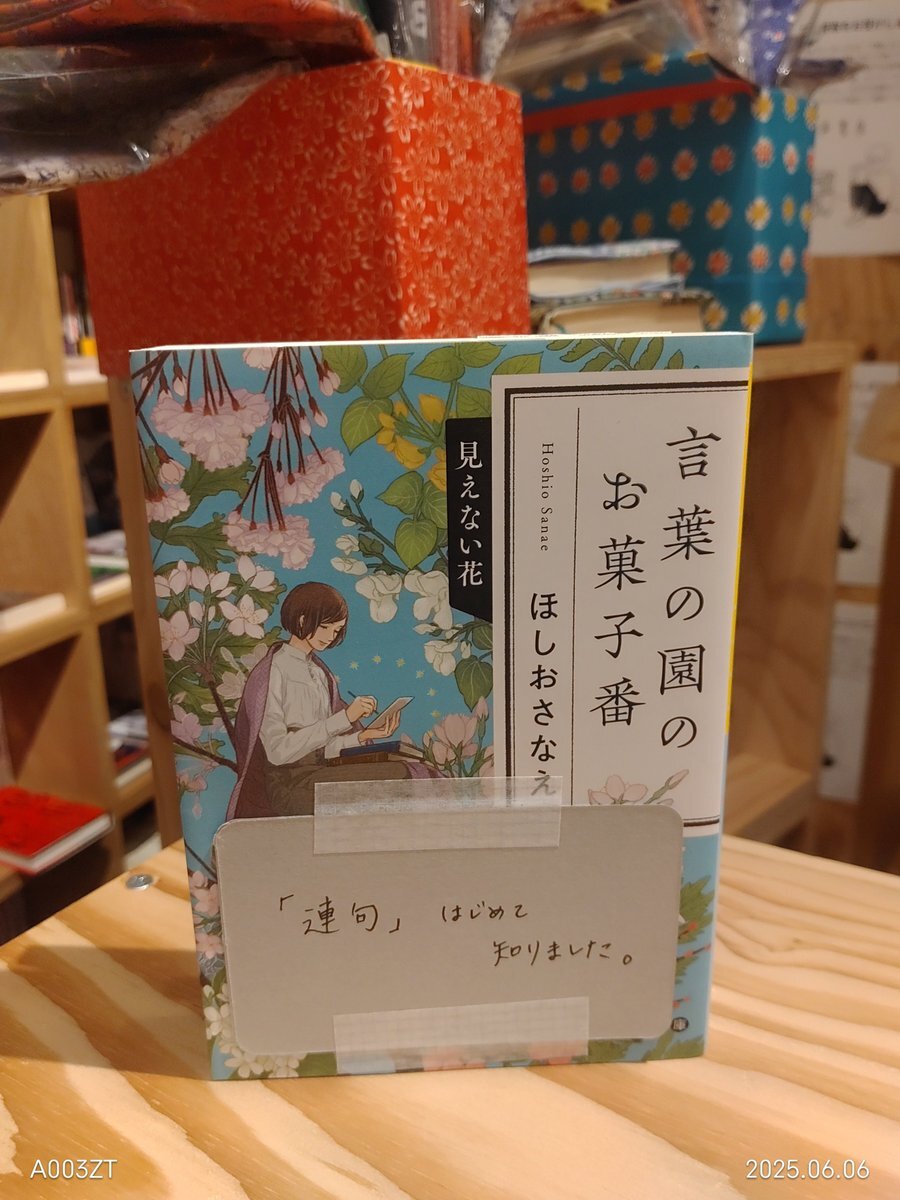 言葉の園の
お菓子番
Hoshio Sanae
ほしおさなえ
見えない花
「連句」はじめて
知りました。
庫
A003ZT
2025.06.06